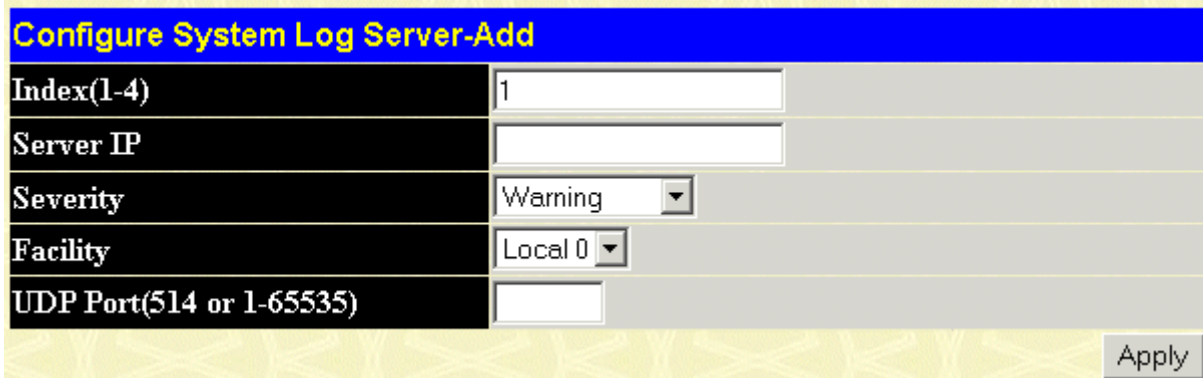 Configure System Log Server-Add
Index(1-4) 1
Server IP
Severity Warning
Facility Local 0
UDP Port(514 or 1-65535)
Apply